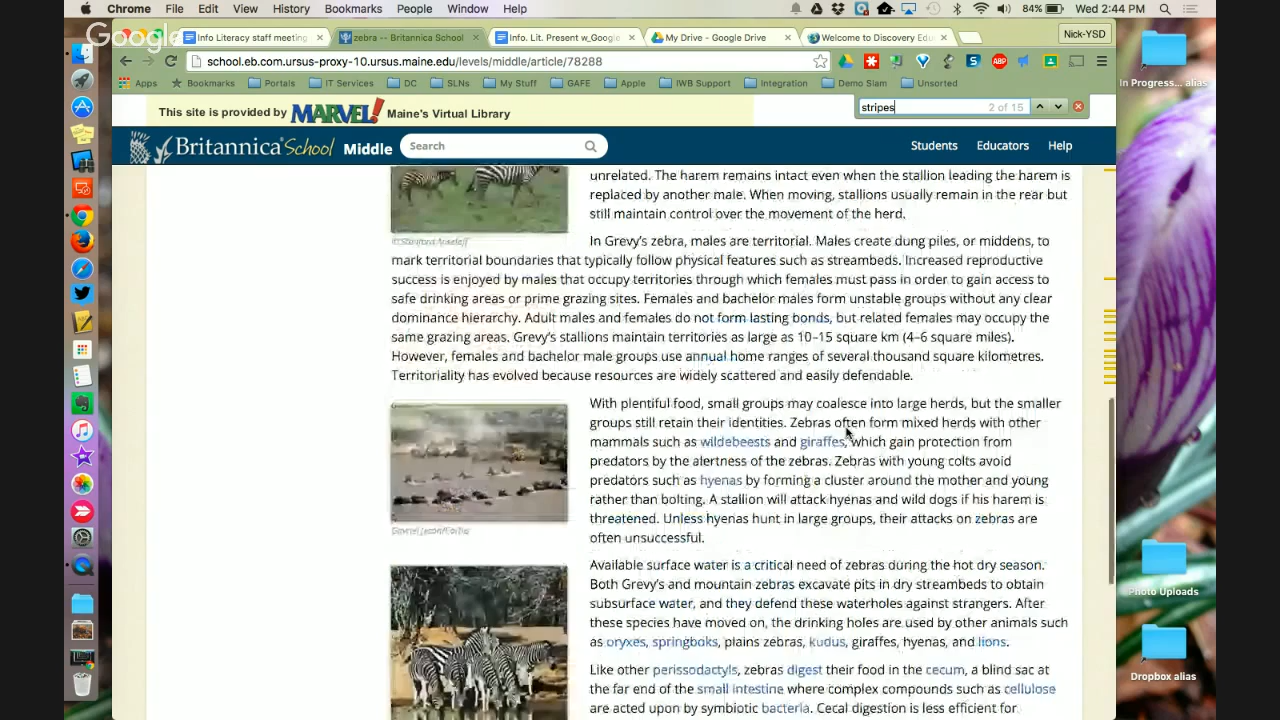 Chrome File Edit View History Bookmarks People Window Help 84% Wed 2:44 PM
Google
Info Literacy staff meeting
zebra -- Britannica School
Info. Lit. Present w_Google
My Drive - Google Drive
Welcome to Discovery Edu
Nick-YSD
school.eb.com.ursus-proxy-10.ursus.maine.edu/levels/middle/article/78288
ABP
Apps Bookmarks Portals IT Services DC SLNs My Stuff GAFE Apple IWB Support Integration Demo Slam Unsorted
stripes 2 of 15
This site is provided by MARVEL! Maine's Virtual Library
Britannica School Middle Search Students Educators Help
unrelated. The harem remains intact even when the stallion leading the harem is
replaced by another male. When moving, stallions usually remain in the rear but
still maintain control over the movement of the herd.
In Grevy's zebra, males are territorial. Males create dung piles, or middens, to
mark territorial boundaries that typically follow physical features such as streambeds. Increased reproductive
success is enjoyed by males that occupy territories through which females must pass in order to gain access to
safe drinking areas or prime grazing sites. Females and bachelor males form unstable groups without any clear
dominance hierarchy. Adult males and females do not form lasting bonds, but related females may occupy the
same grazing areas. Grevy's stallions maintain territories as large as 10–15 square km (4–6 square miles).
However, females and bachelor male groups use annual home ranges of several thousand square kilometres.
Territoriality has evolved because resources are widely scattered and easily defendable.
With plentiful food, small groups may coalesce into large herds, but the smaller
groups still retain their identities. Zebras often form mixed herds with other
mammals such as wildebeests and giraffes, which gain protection from
predators by the alertness of the zebras. Zebras with young colts avoid
predators such as hyenas by forming a cluster around the mother and young
rather than bolting. A stallion will attack hyenas and wild dogs if his harem is
threatened. Unless hyenas hunt in large groups, their attacks on zebras are
often unsuccessful.
Available surface water is a critical need of zebras during the hot dry season.
Both Grevy's and mountain zebras excavate pits in dry streambeds to obtain
subsurface water, and they defend these waterholes against strangers. After
these species have moved on, the drinking holes are used by other animals such
as oryxes, springboks, plains zebras, kudus, giraffes, hyenas, and lions.
Like other perissodactyls, zebras digest their food in the cecum, a blind sac at
the far end of the small intestine where complex compounds such as cellulose
are acted upon by symbiotic bacteria. Cecal digestion is less efficient for
In Progress... alias
Photo Uploads
Dropbox alias